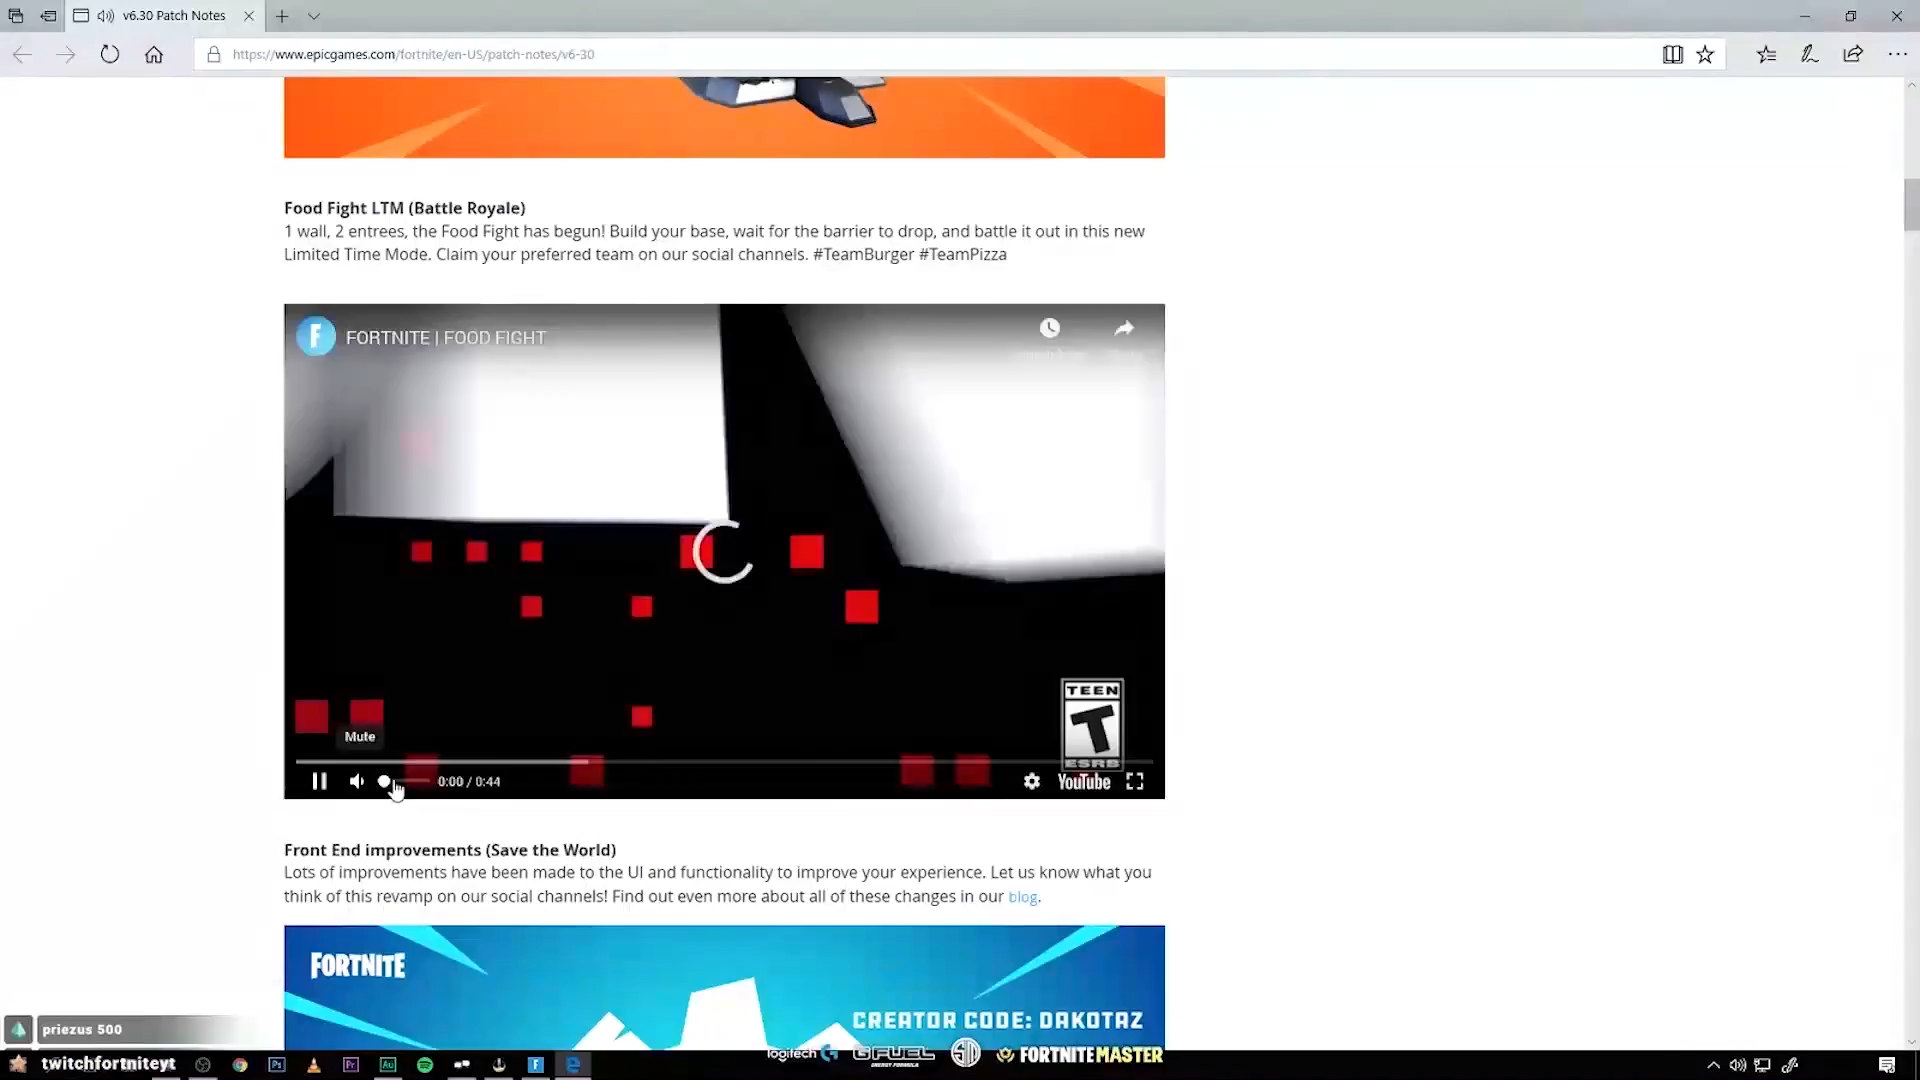 v6.30 Patch Notes
https://www.epicgames.com/fortnite/en-US/patch-notes/v6-30
Food Fight LTM (Battle Royale)
1 wall, 2 entrees, the Food Fight has begun! Build your base, wait for the barrier to drop, and battle it out in this new
Limited Time Mode. Claim your preferred team on our social channels. #TeamBurger #TeamPizza
F
FORTNITE | FOOD FIGHT
TEEN
T
ESRB
Mute
0:00 / 0:44
YouTube
Front End improvements (Save the World)
Lots of improvements have been made to the UI and functionality to improve your experience. Let us know what you
think of this revamp on our social channels! Find out even more about all of these changes in our blog.
FORTNITE
CREATOR CODE: DAKOTAZ
priezus 500
twitchfortniteyt
Ps
Pr
Au
F
logitech G
G FUEL
ENERGY FORMULA
FORTNITEMASTER